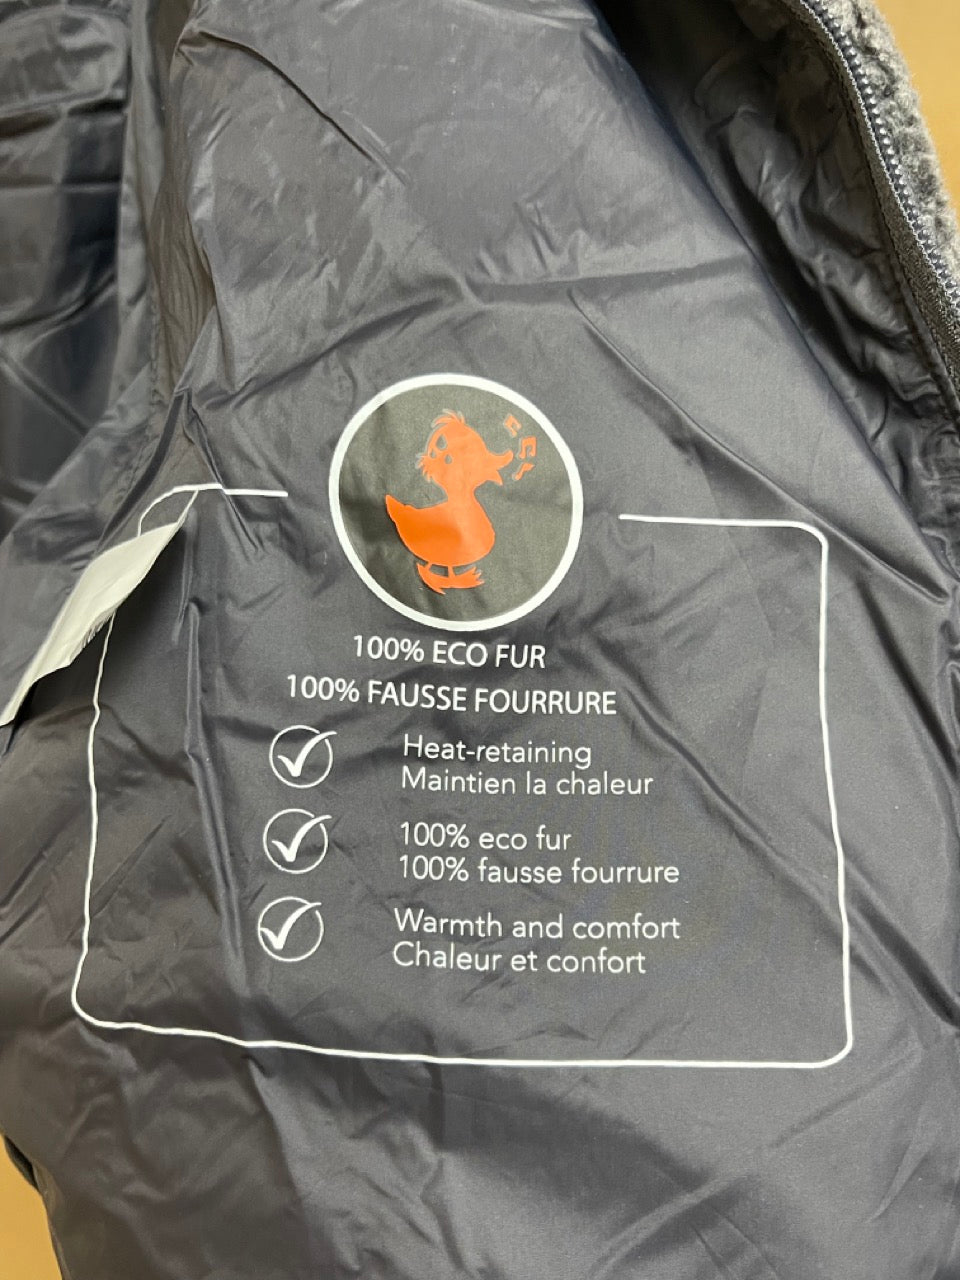 100% ECO FUR
100% FAUSSE FOURRURE
Heat-retaining
Maintien la chaleur
100% eco fur
100% fausse fourrure
Warmth and comfort
Chaleur et confort